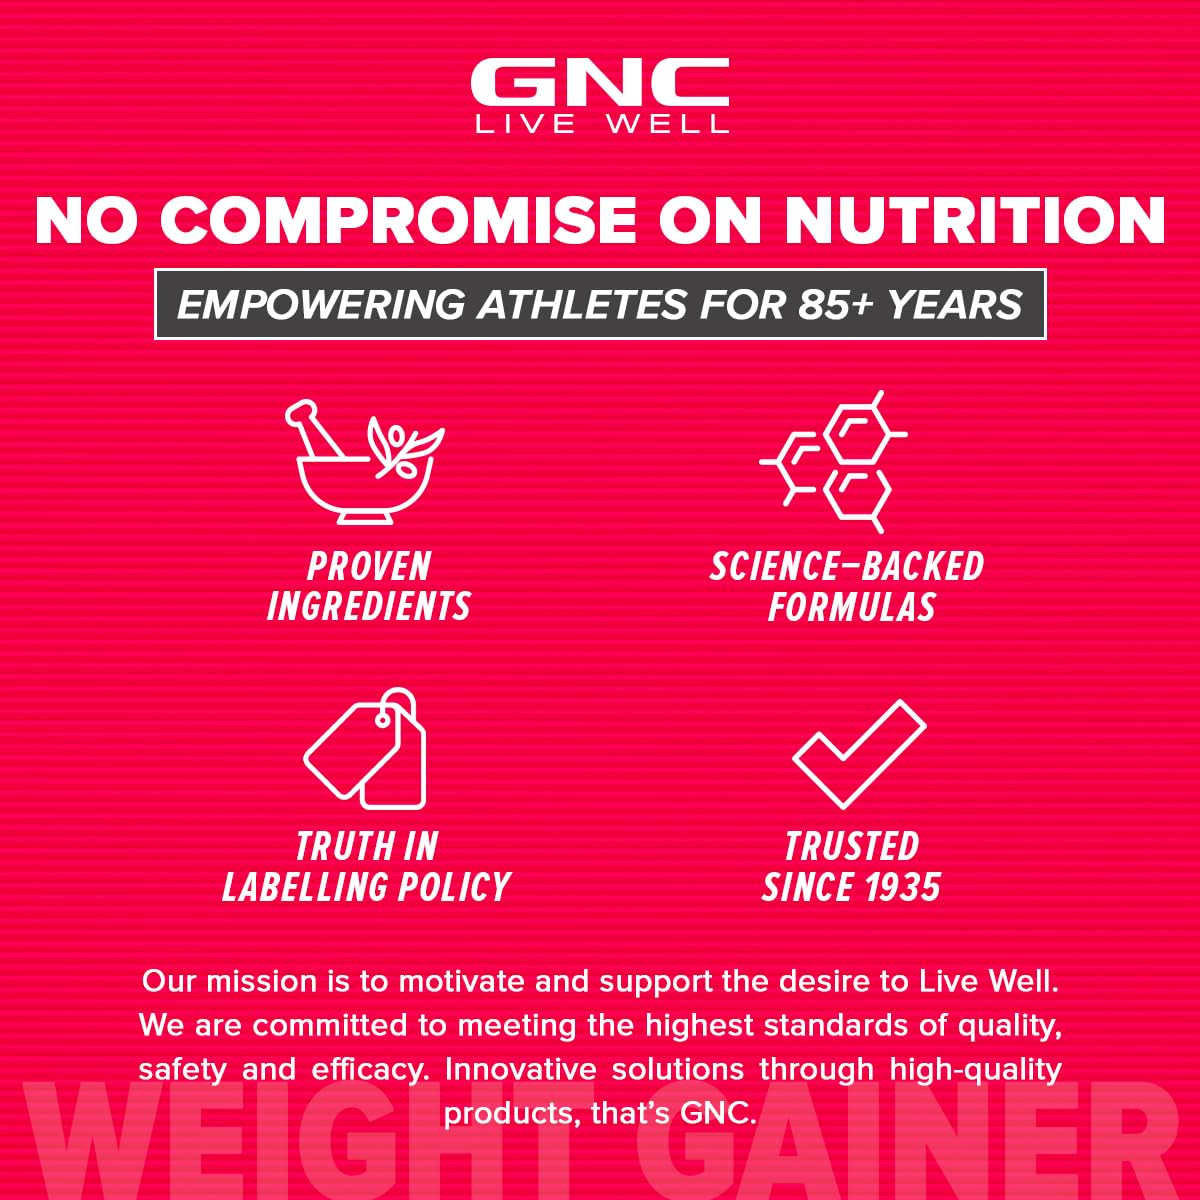 GNC
LIVE WELL
NO COMPROMISE ON NUTRITION
EMPOWERING ATHLETES FOR 85+ YEARS
PROVEN
INGREDIENTS
SCIENCE–BACKED
FORMULAS
TRUTH IN
LABELLING POLICY
TRUSTED
SINCE 1935
Our mission is to motivate and support the desire to Live Well.
We are committed to meeting the highest standards of quality,
safety and efficacy. Innovative solutions through high-quality
products, that's GNC.
WEIGHT GAINER